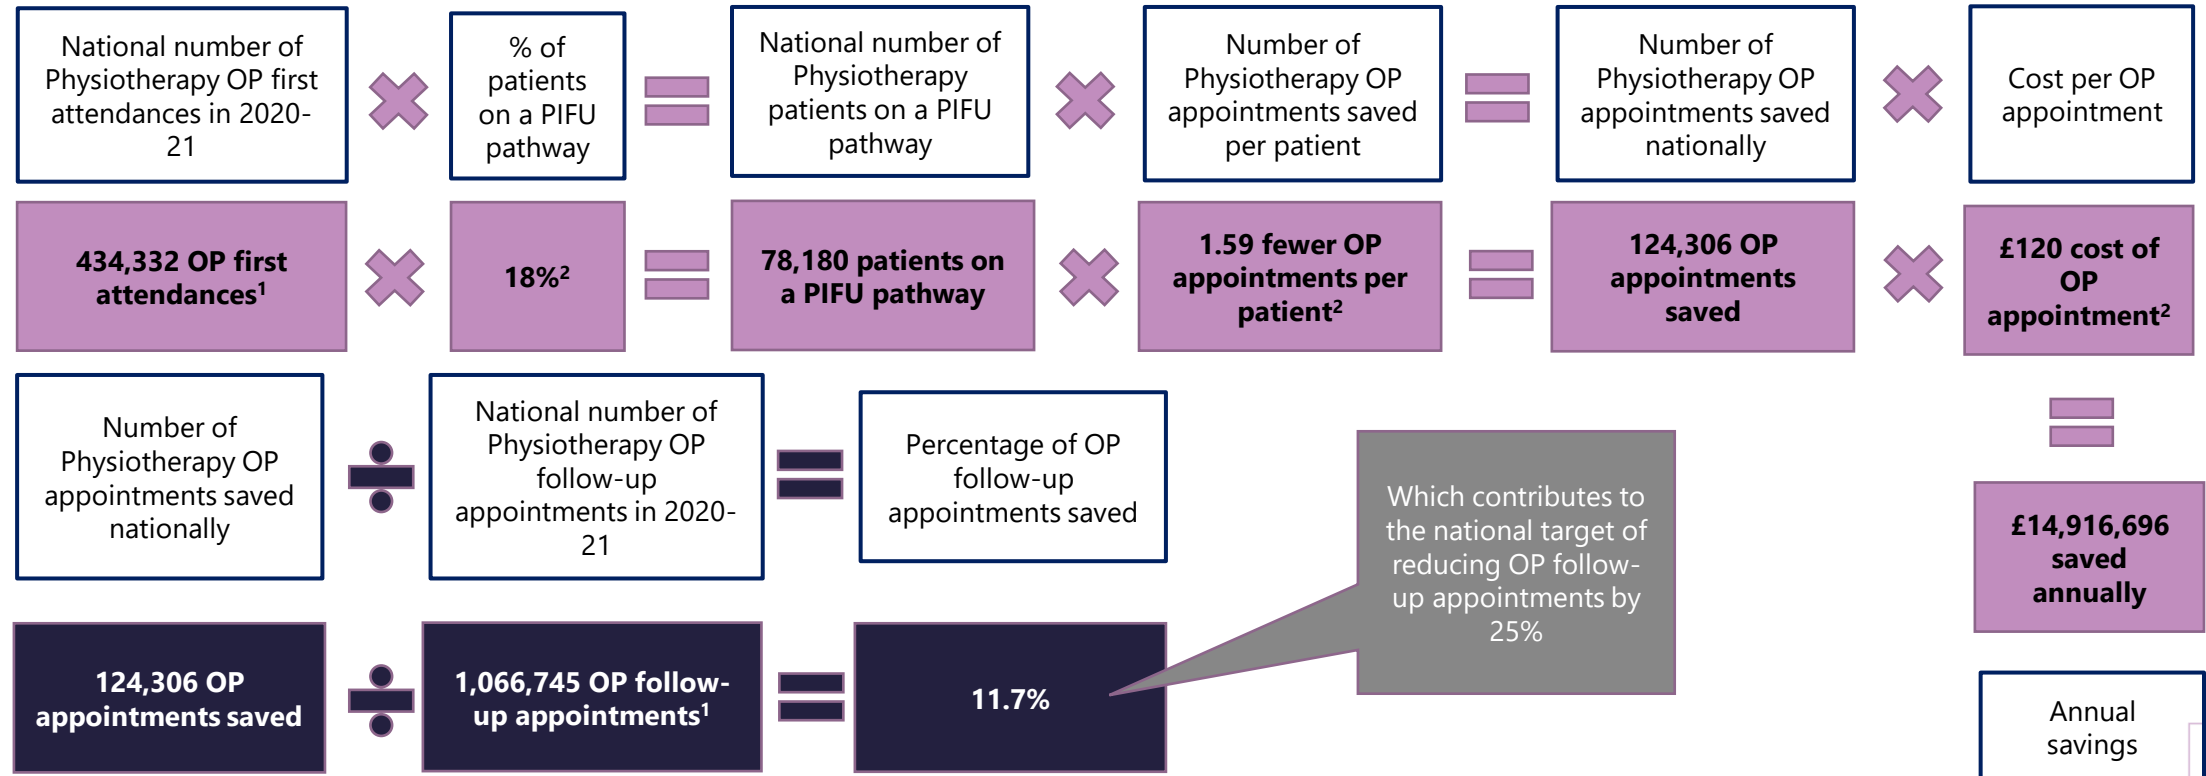 National number of
Physiotherapy OP first
attendances in 2020-
21
% of
patients
on a PIFU
pathway
National number of
Physiotherapy
patients on a PIFU
pathway
Number of
Physiotherapy OP
appointments saved
per patient
Number of
Physiotherapy OP
appointments saved
nationally
Cost per OP
appointment
434,332 OP first
attendances¹
18%²
78,180 patients on
a PIFU pathway
1.59 fewer OP
appointments per
patient²
124,306 OP
appointments
saved
£120 cost of
OP
appointment²
Number of
Physiotherapy OP
appointments saved
nationally
National number of
Physiotherapy OP
follow-up
appointments in 2020-
21
Percentage of OP
follow-up
appointments saved
Which contributes to
the national target of
reducing OP follow-
up appointments by
25%
£14,916,696
saved
annually
124,306 OP
appointments saved
1,066,745 OP follow-
up appointments¹
11.7%
Annual
savings